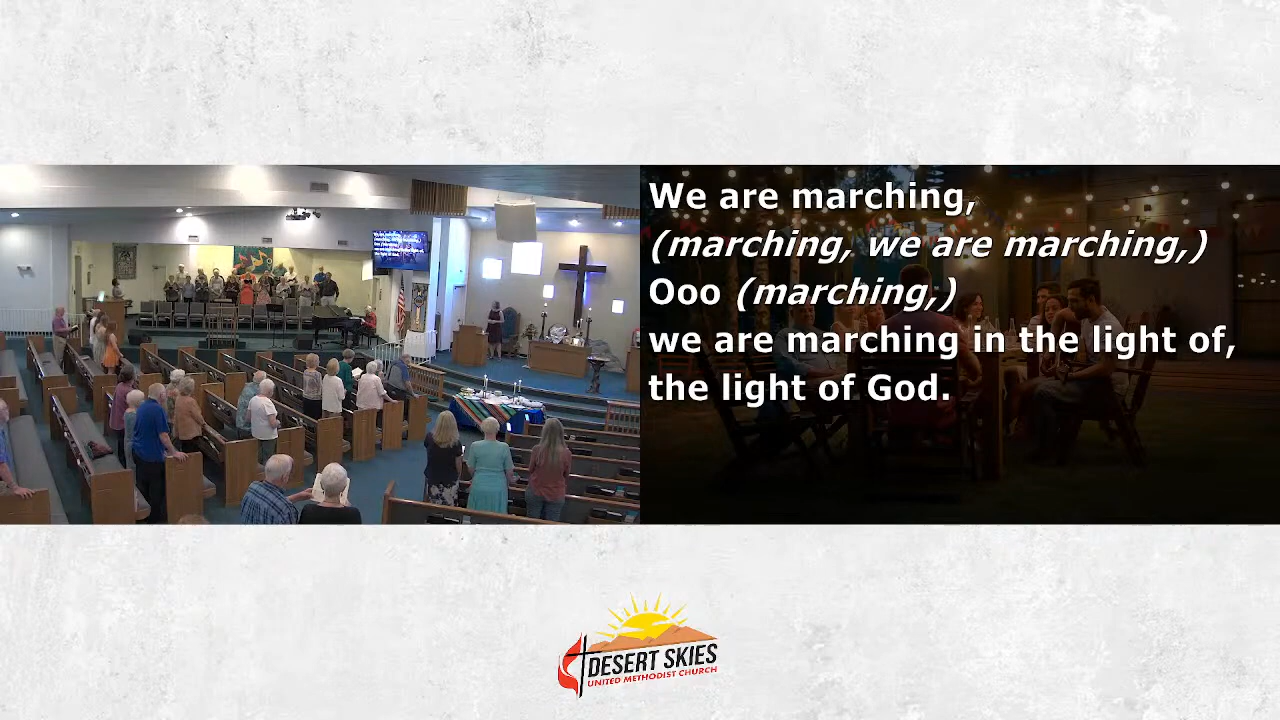 We are marching,
(marching, we are marching,)
Ooo (marching,)
we are marching in the light of,
the light of God.
DESERT SKIES
UNITED METHODIST CHURCH